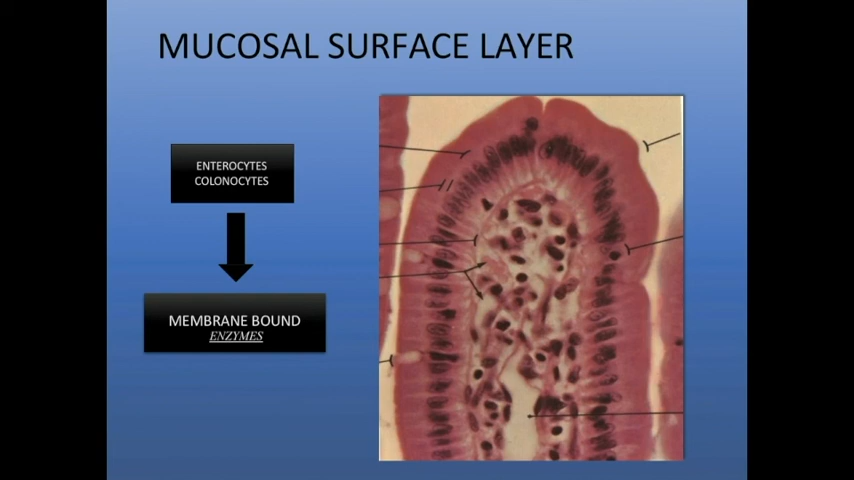 MUCOSAL SURFACE LAYER
ENTEROCYTES
COLONOCYTES
MEMBRANE BOUND
ENZYMES